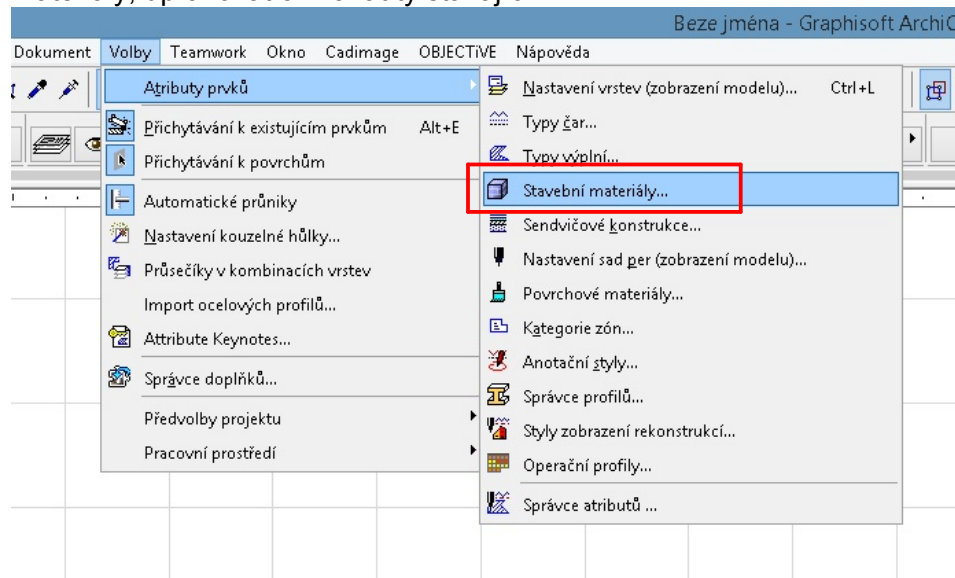 Beze jména - Graphisoft ArchiC
Dokument Volby Teamwork Okno Cadimage OBJECTiVE Nápověda
Atributy prvků
Přichytávání k existujícím prvkům Alt+E
Přichytávání k povrchům
Automatické průniky
Nastavení kouzelné hůlky...
Průsečíky v kombinacích vrstev
Import ocelových profilů...
Attribute Keynotes...
Správce doplňků...
Předvolby projektu
Pracovní prostředí
Nastavení vrstev (zobrazení modelu)... Ctrl+L
Typy čar...
Typy výplní...
Stavební materiály...
Sendvičové konstrukce...
Nastavení sad per (zobrazení modelu)...
Povrchové materiály...
Kategorie zón...
Anotační styly...
Správce profilů...
Styly zobrazení rekonstrukcí...
Operační profily...
Správce atributů ...